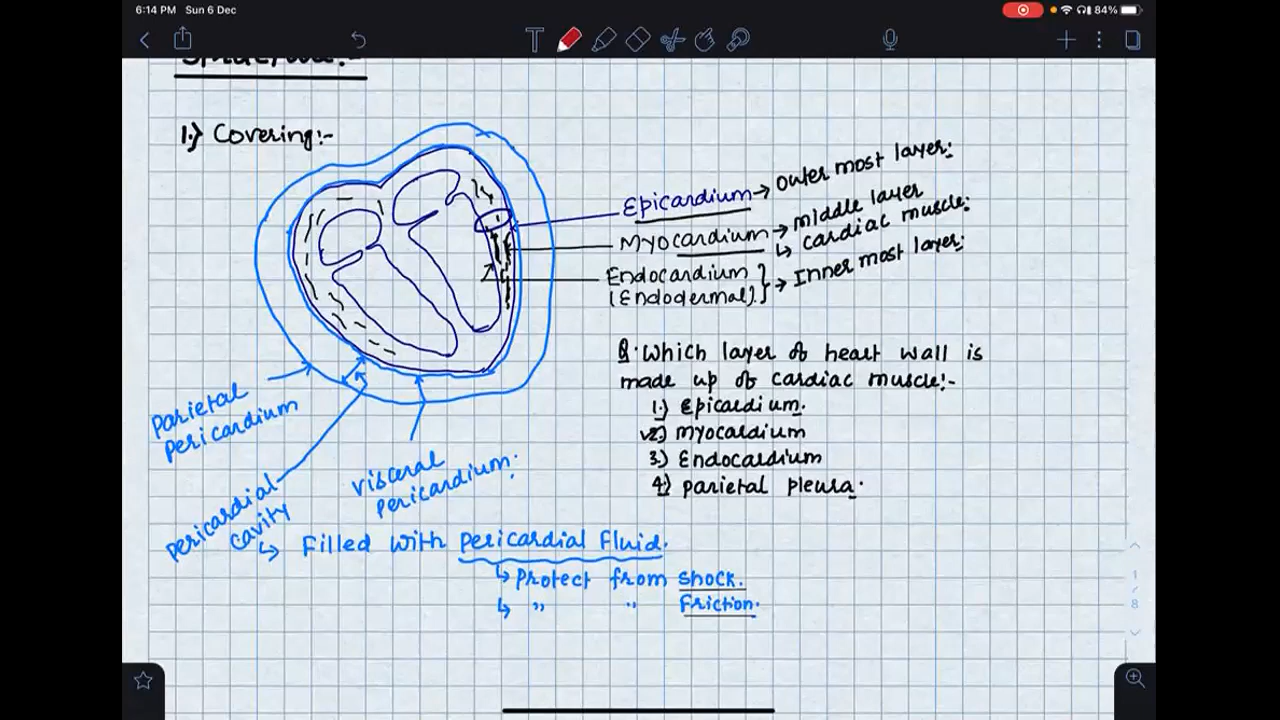 6:14 PM Sun 6 Dec
84%
1.) Covering:-
Epicardium → outer most layer:
Myocardium → middle layer
↳ cardiac muscle:
Endocardium
(Endodermal) } → Inner most layer:
Q. Which layer of heart wall is
made up of cardiac muscle:-
1.) Epicardium.
✓2.) Myocardium
3.) Endocardium
4.) parietal pleura.
parietal
pericardium
visceral
pericardium:
pericardial
cavity
↳ Filled with pericardial Fluid.
↳ Protect from shock.
↳ " " Friction.
1
/
8